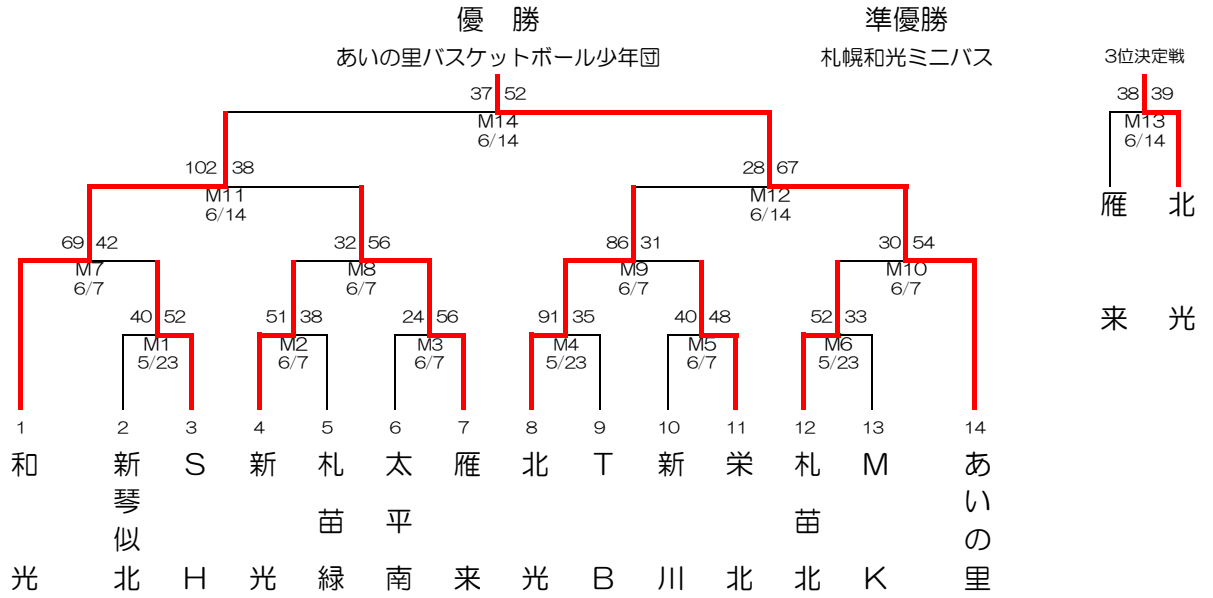 優 勝
準優勝
あいの里バスケットボール少年団
札幌和光ミニバス
3位決定戦
37 52
M14
6/14
38 39
M13
6/14
102 38
M11
6/14
28 67
M12
6/14
雁来
北光
69 42
M7
6/7
32 56
M8
6/7
86 31
M9
6/7
30 54
M10
6/7
40 52
M1
5/23
51 38
M2
6/7
24 56
M3
6/7
91 35
M4
5/23
40 48
M5
6/7
52 33
M6
5/23
1 2 3 4 5 6 7 8 9 10 11 12 13 14
和光
新琴似北
SH
新光
札苗緑
太平南
雁来
北光
TB
新川
栄北
札苗北
MK
あいの里